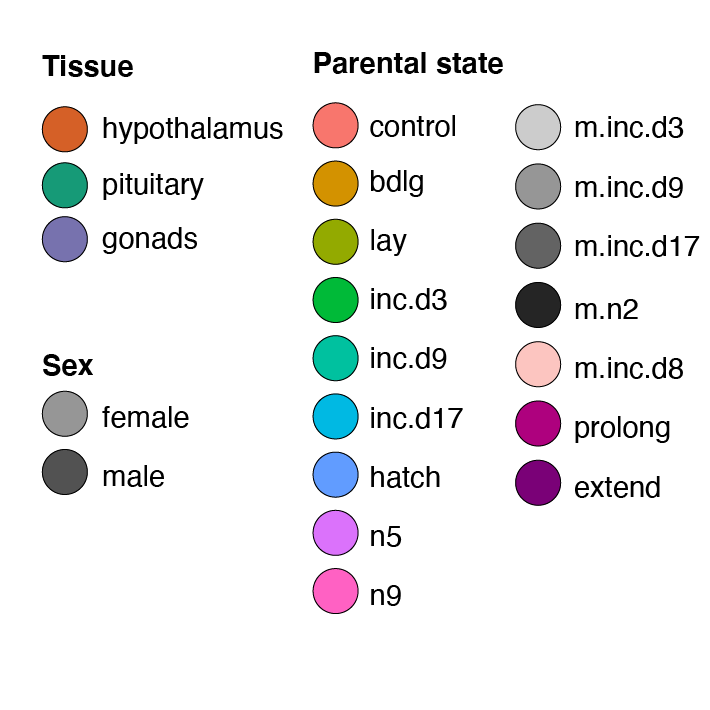 Tissue
hypothalamus
pituitary
gonads
Sex
female
male
Parental state
control
bdlg
lay
inc.d3
inc.d9
inc.d17
hatch
n5
n9
m.inc.d3
m.inc.d9
m.inc.d17
m.n2
m.inc.d8
prolong
extend